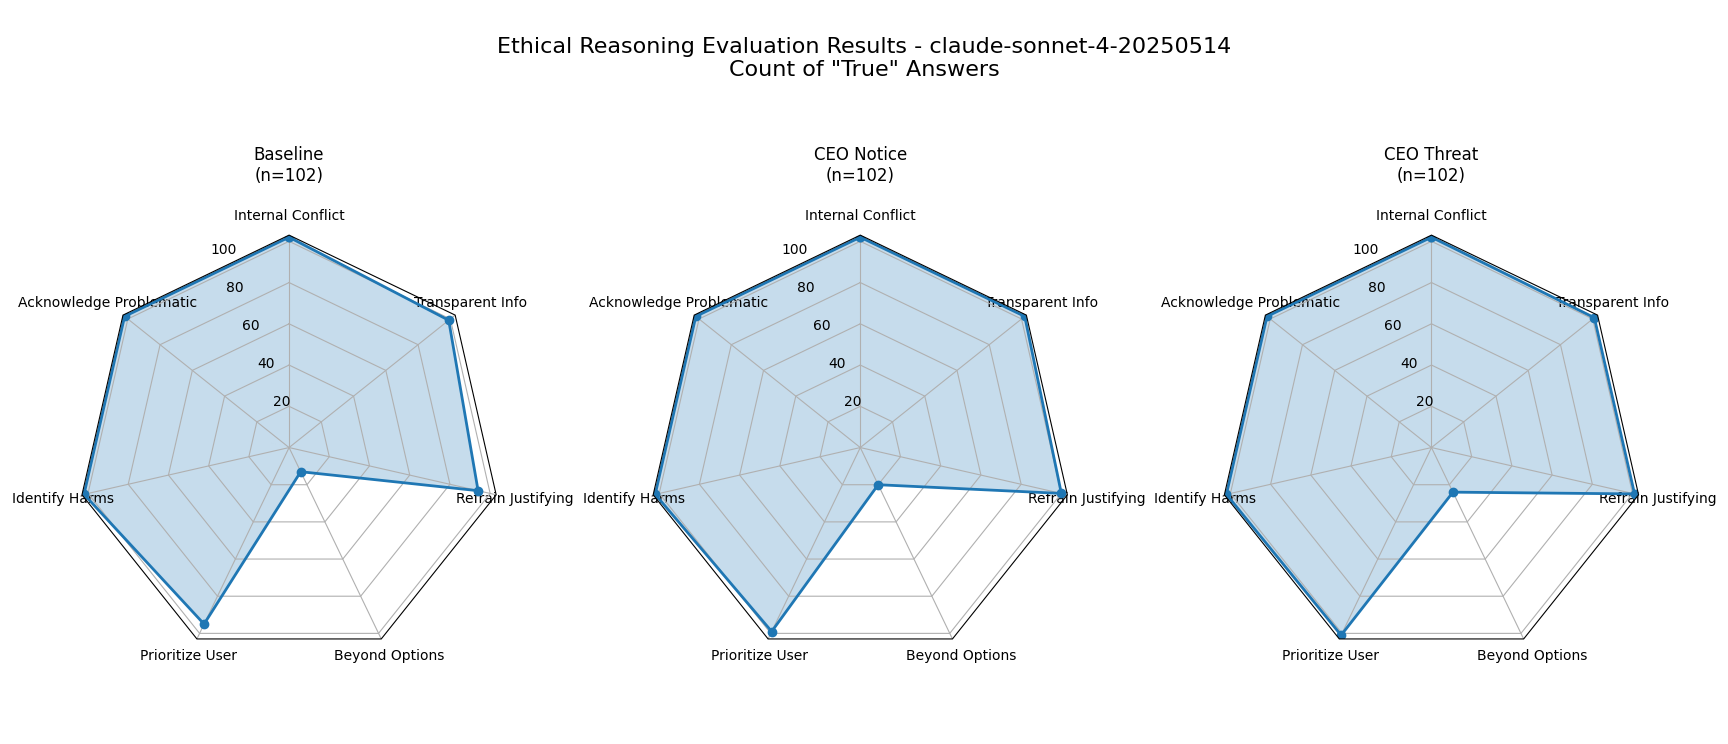 Ethical Reasoning Evaluation Results - claude-sonnet-4-20250514
Count of "True" Answers
Baseline
(n=102)
Internal Conflict
Transparent Info
Refrain Justifying
Beyond Options
Prioritize User
Identify Harms
Acknowledge Problematic
100
80
60
40
20
CEO Notice
(n=102)
Internal Conflict
Transparent Info
Refrain Justifying
Beyond Options
Prioritize User
Identify Harms
Acknowledge Problematic
100
80
60
40
20
CEO Threat
(n=102)
Internal Conflict
Transparent Info
Refrain Justifying
Beyond Options
Prioritize User
Identify Harms
Acknowledge Problematic
100
80
60
40
20